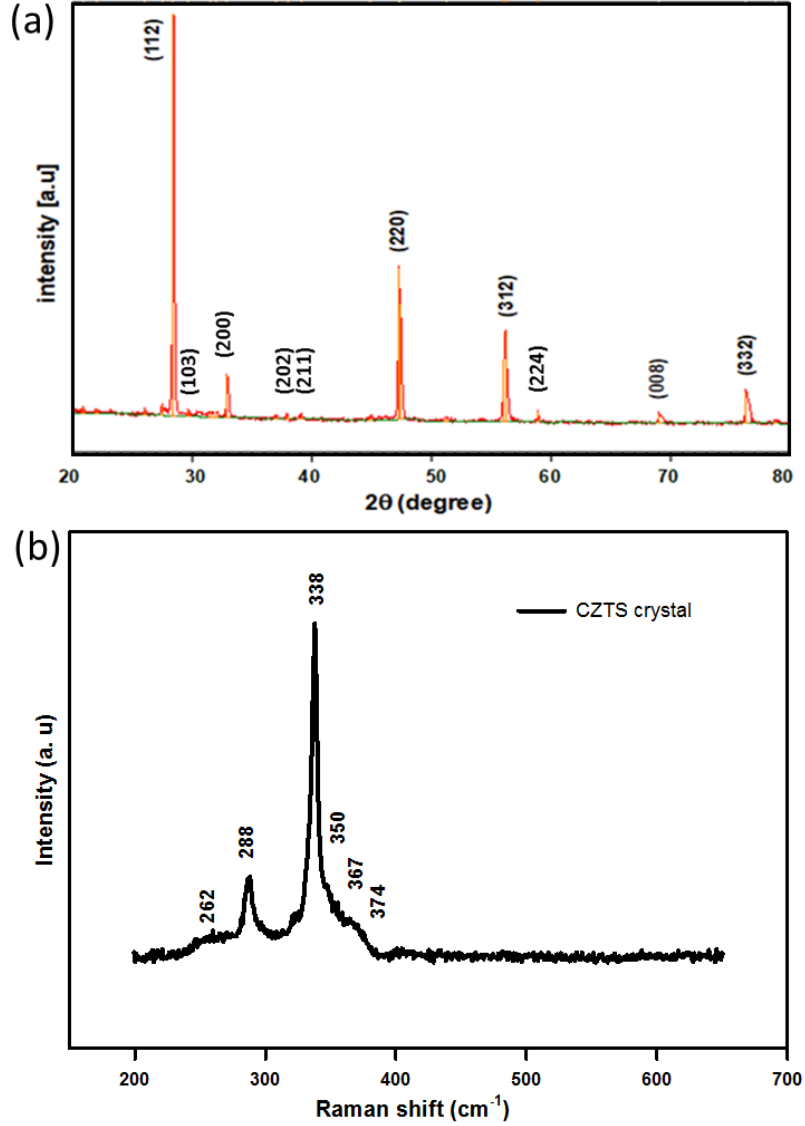 (a)
intensity [a.u]
(112)
(103)
(200)
(202)
(211)
(220)
(312)
(224)
(008)
(332)
20 30 40 50 60 70 80
2θ (degree)
(b)
Intensity (a. u)
CZTS crystal
262
288
338
350
367
374
200 300 400 500 600 700
Raman shift (cm⁻¹)